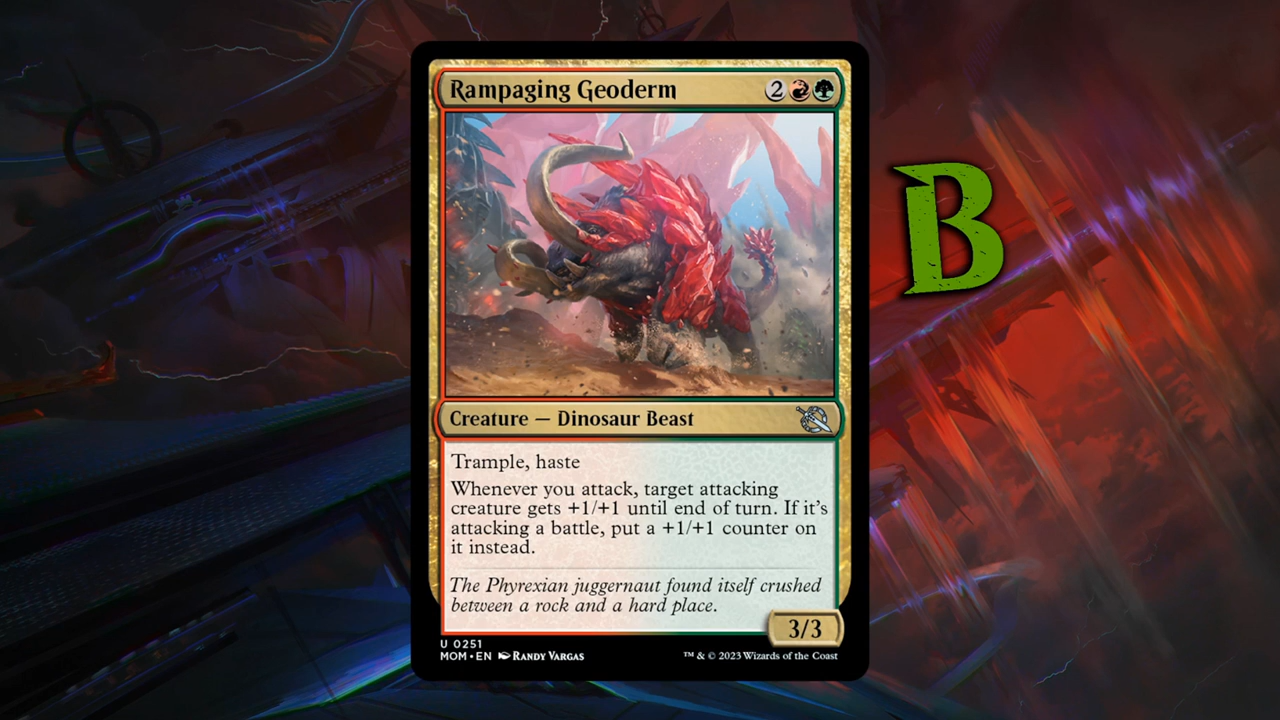 Rampaging Geoderm 2
B
Creature — Dinosaur Beast
Trample, haste
Whenever you attack, target attacking
creature gets +1/+1 until end of turn. If it's
attacking a battle, put a +1/+1 counter on
it instead.
The Phyrexian juggernaut found itself crushed
between a rock and a hard place.
3/3
U 0251
MOM • EN RANDY VARGAS
™ & © 2023 Wizards of the Coast